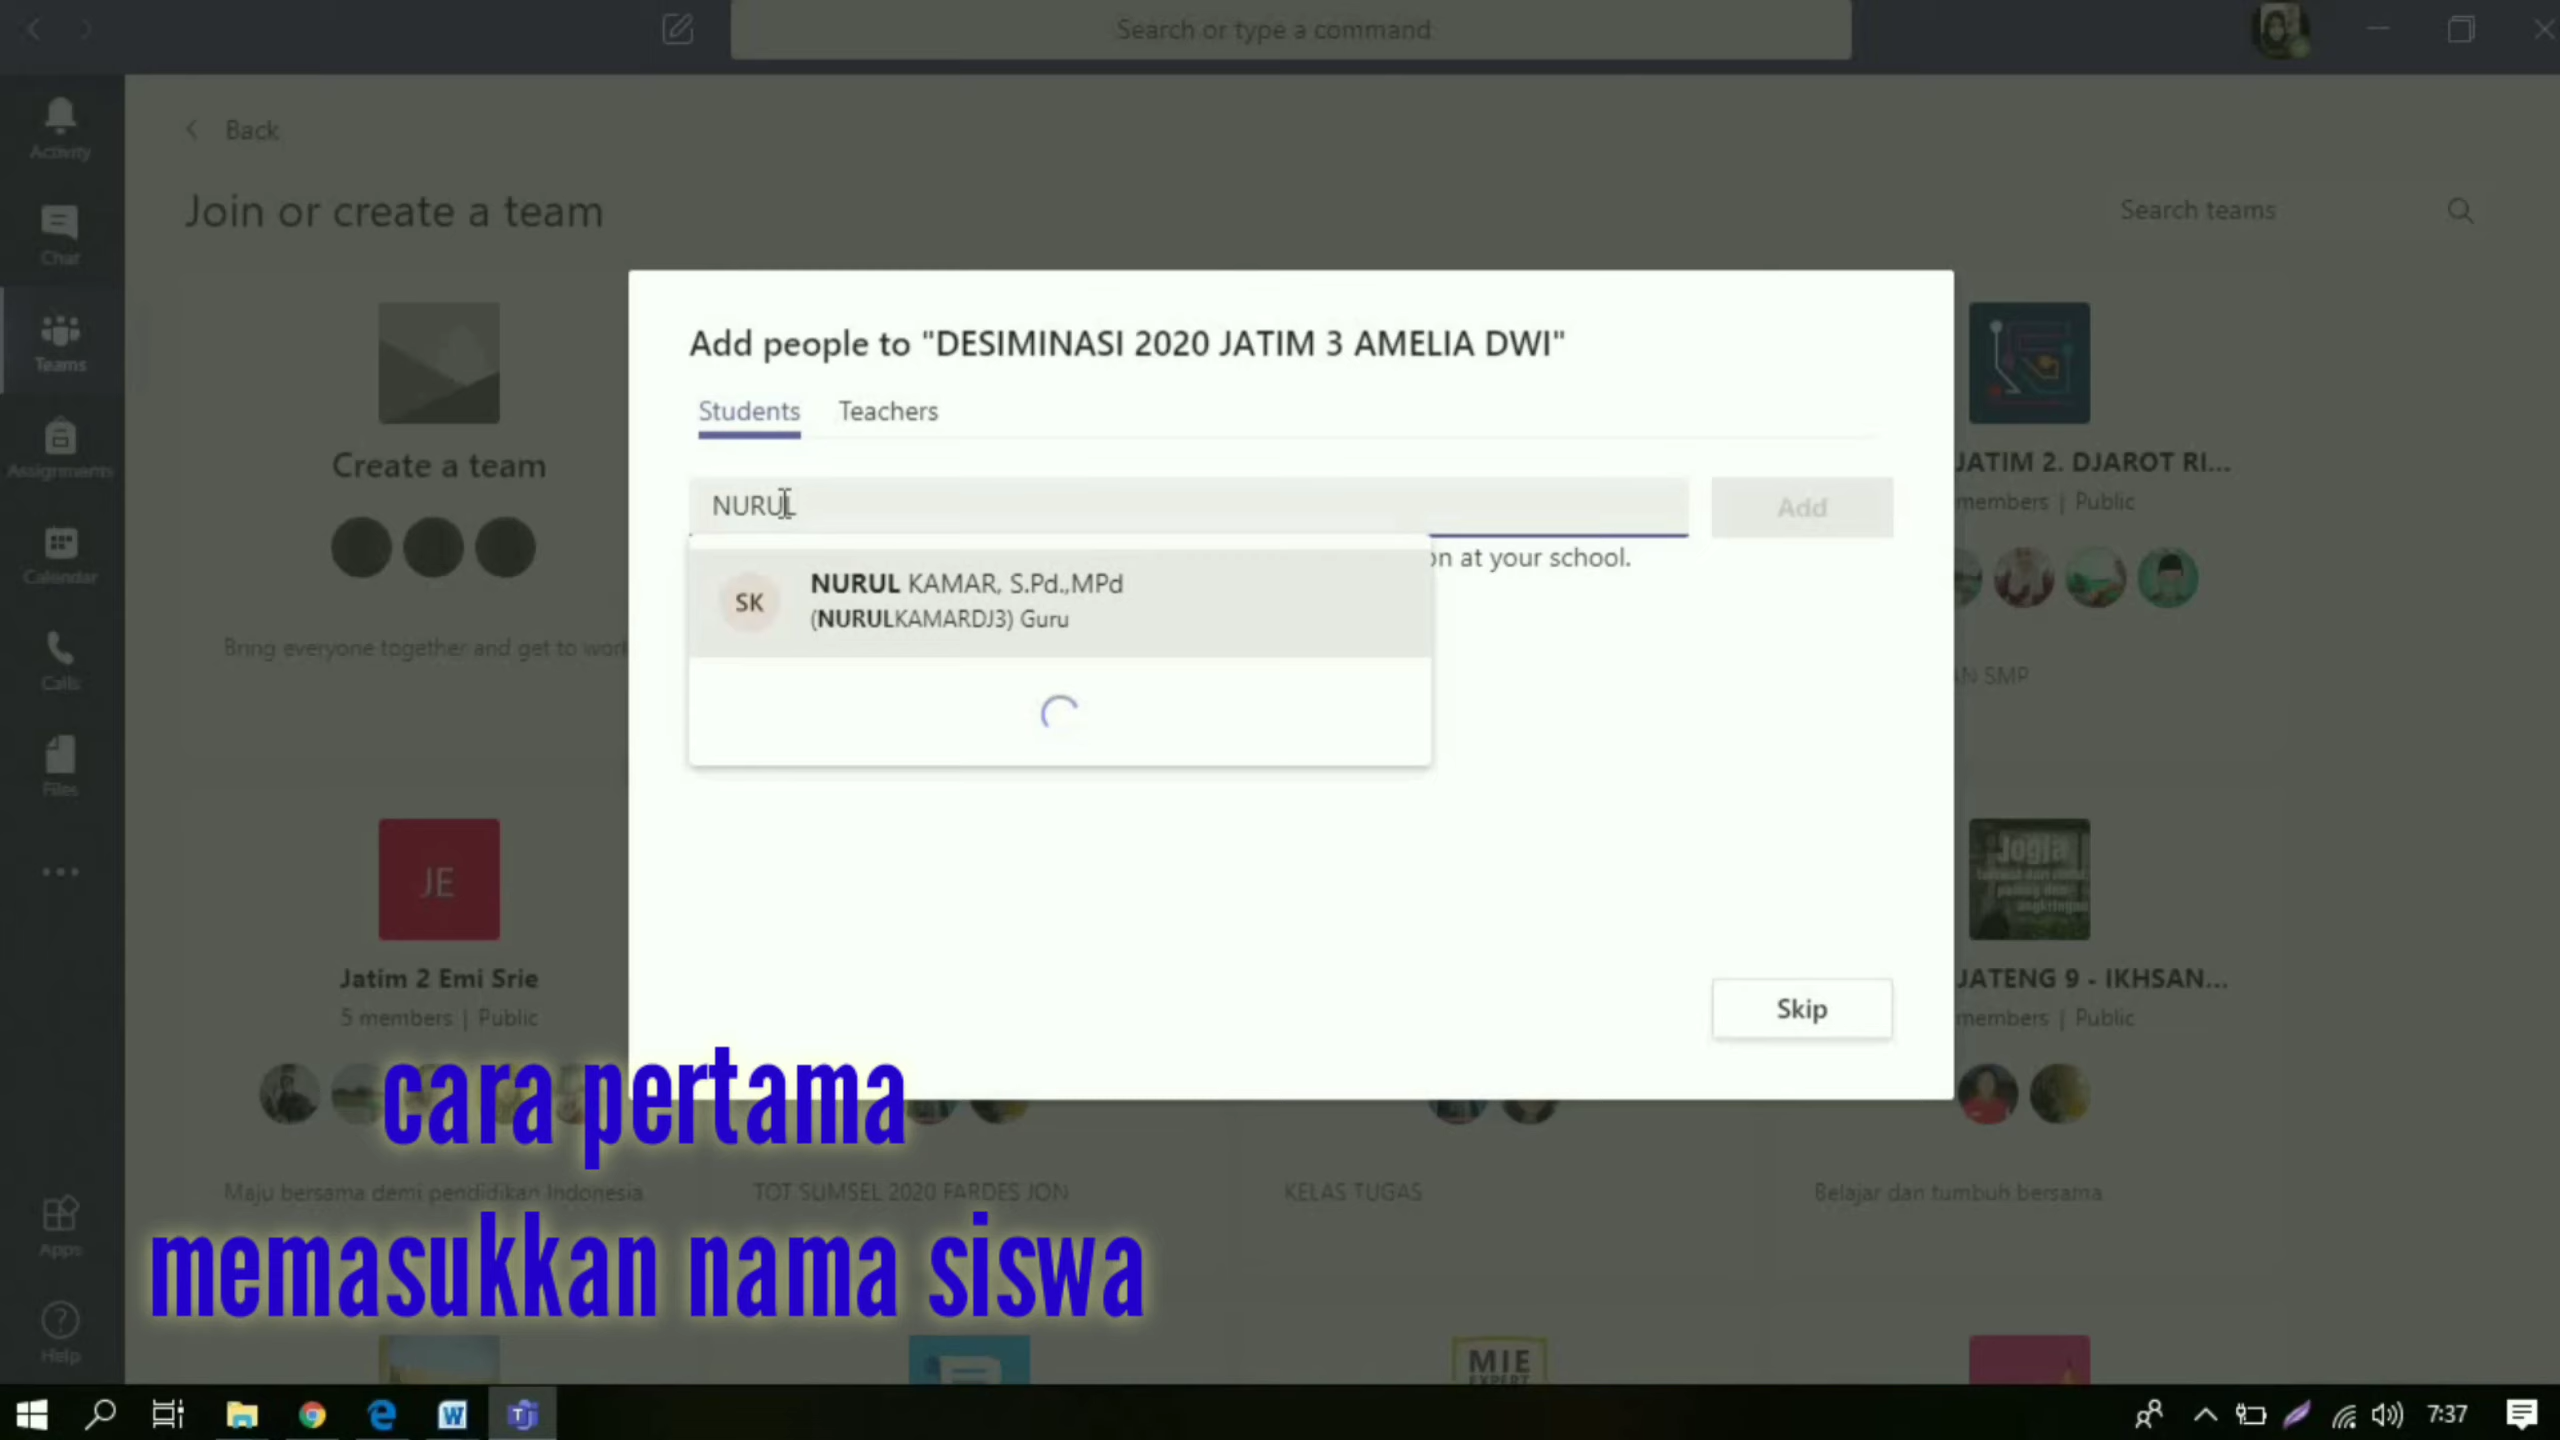 Search or type a command
Activity
Chat
Teams
Assignments
Calendar
Calls
Files
Apps
Help
Back
Join or create a team
Search teams
Create a team
Bring everyone together and get to work
Add people to "DESIMINASI 2020 JATIM 3 AMELIA DWI"
Students Teachers
NURUL
Add
on at your school.
SK
NURUL KAMAR, S.Pd.,MPd
(NURULKAMARDJ3) Guru
Skip
JATIM 2. DJAROT RI...
members | Public
AN SMP
JE
Jatim 2 Emi Srie
5 members | Public
Maju bersama demi pendidikan Indonesia
TOT SUMSEL 2020 FARDES JON
KELAS TUGAS
Jogja
JATENG 9 - IKHSAN...
members | Public
Belajar dan tumbuh bersama
MIE
EXPERT
cara pertama
memasukkan nama siswa
7:37